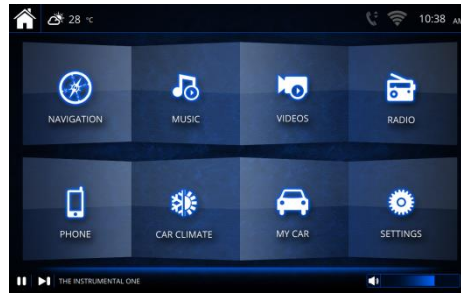 28 °C 10:38 AM
NAVIGATION MUSIC VIDEOS RADIO
PHONE CAR CLIMATE MY CAR SETTINGS
THE INSTRUMENTAL ONE